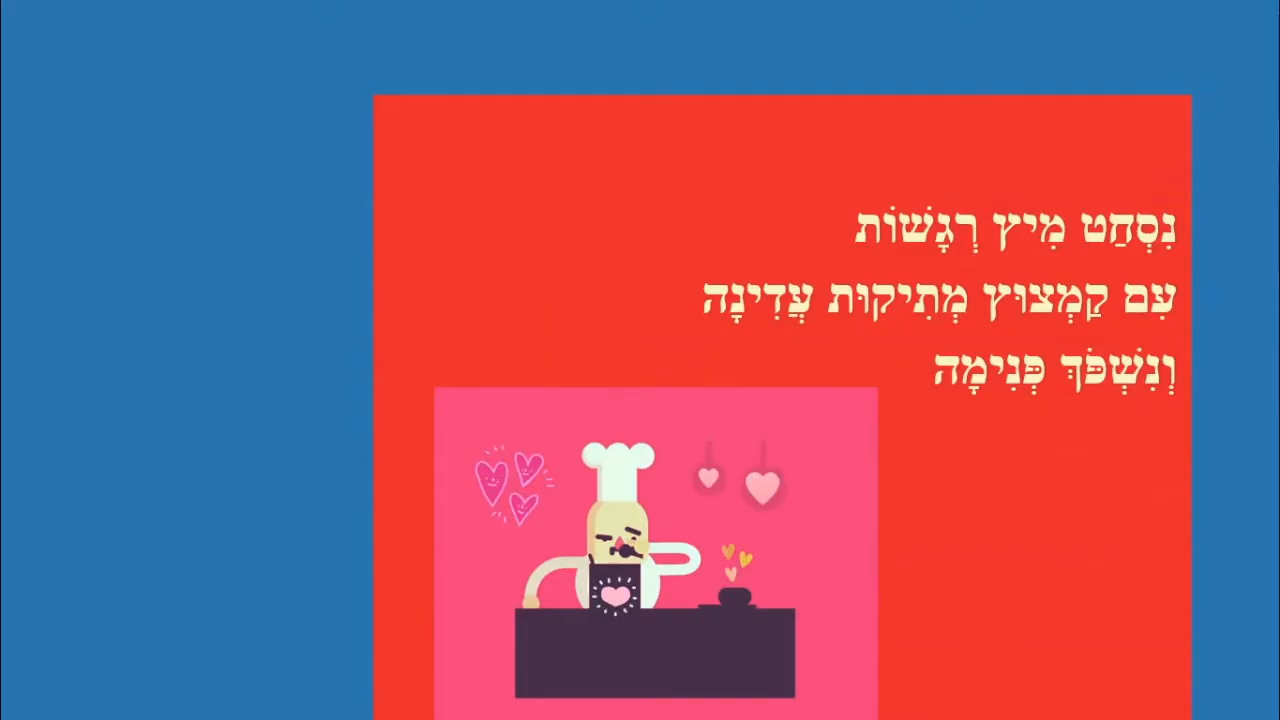 נִסְחַט מִיץ רְגָשׁוֹת
עִם קַמְצוּץ מְתִיקוּת עֲדִינָה
וְנִשְׁפֹּךְ פְּנִימָה